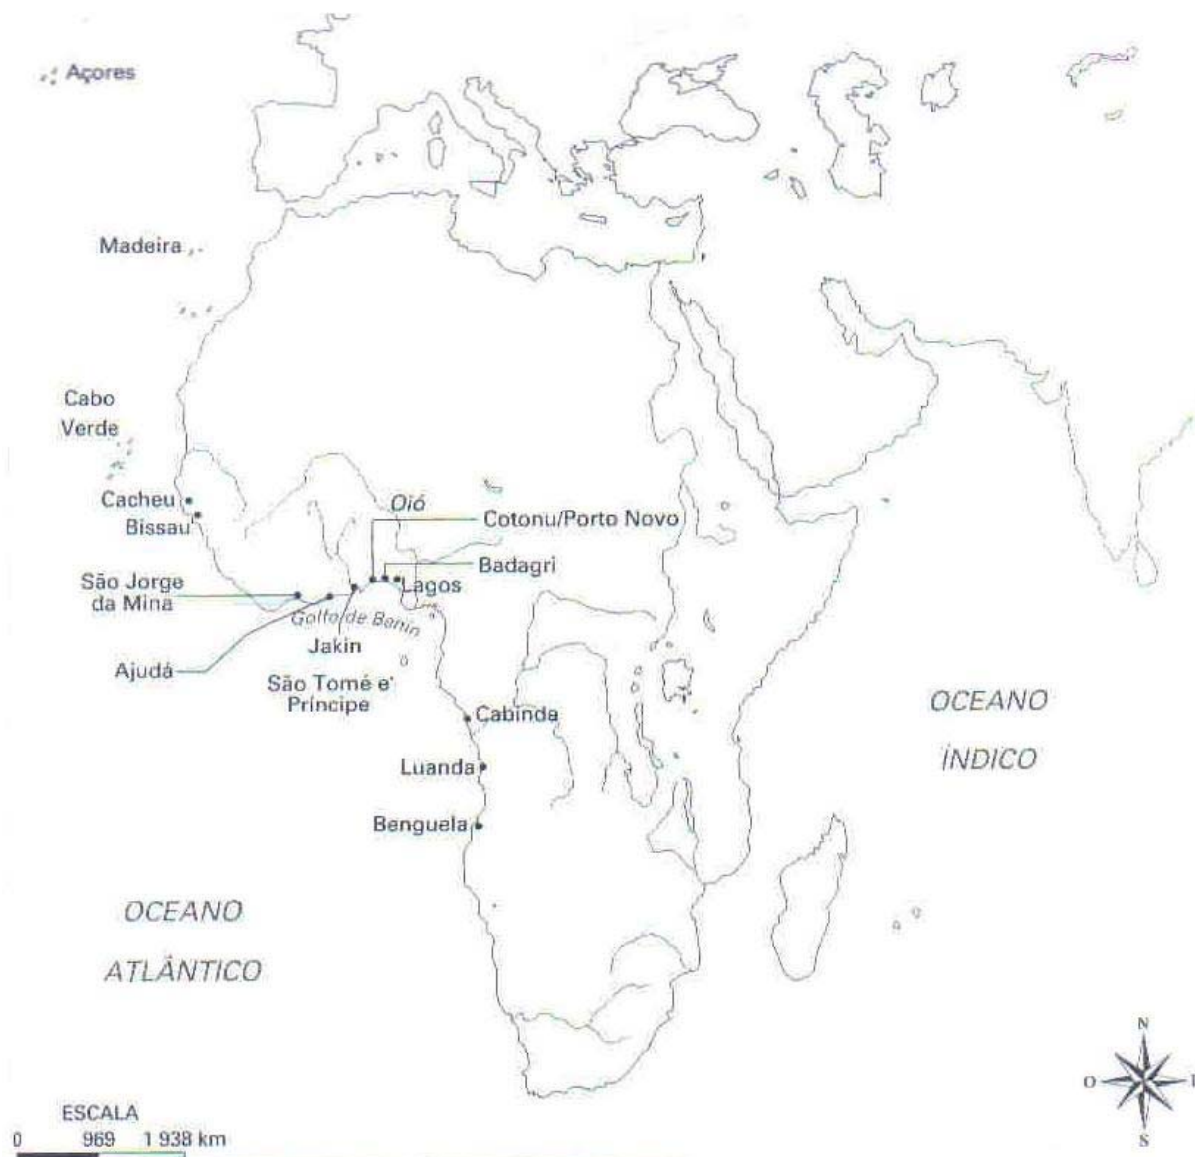 Açores
Madeira
Cabo
Verde
Cacheu
Bissau
Oió
Cotonu/Porto Novo
Badagri
Lagos
São Jorge
da Mina
Golfo de Benin
Jakin
Ajudá
São Tomé e
Príncipe
Cabinda
Luanda
Benguela
OCEANO
ÍNDICO
OCEANO
ATLÂNTICO
N
O
S
ESCALA
0 969 1 938 km